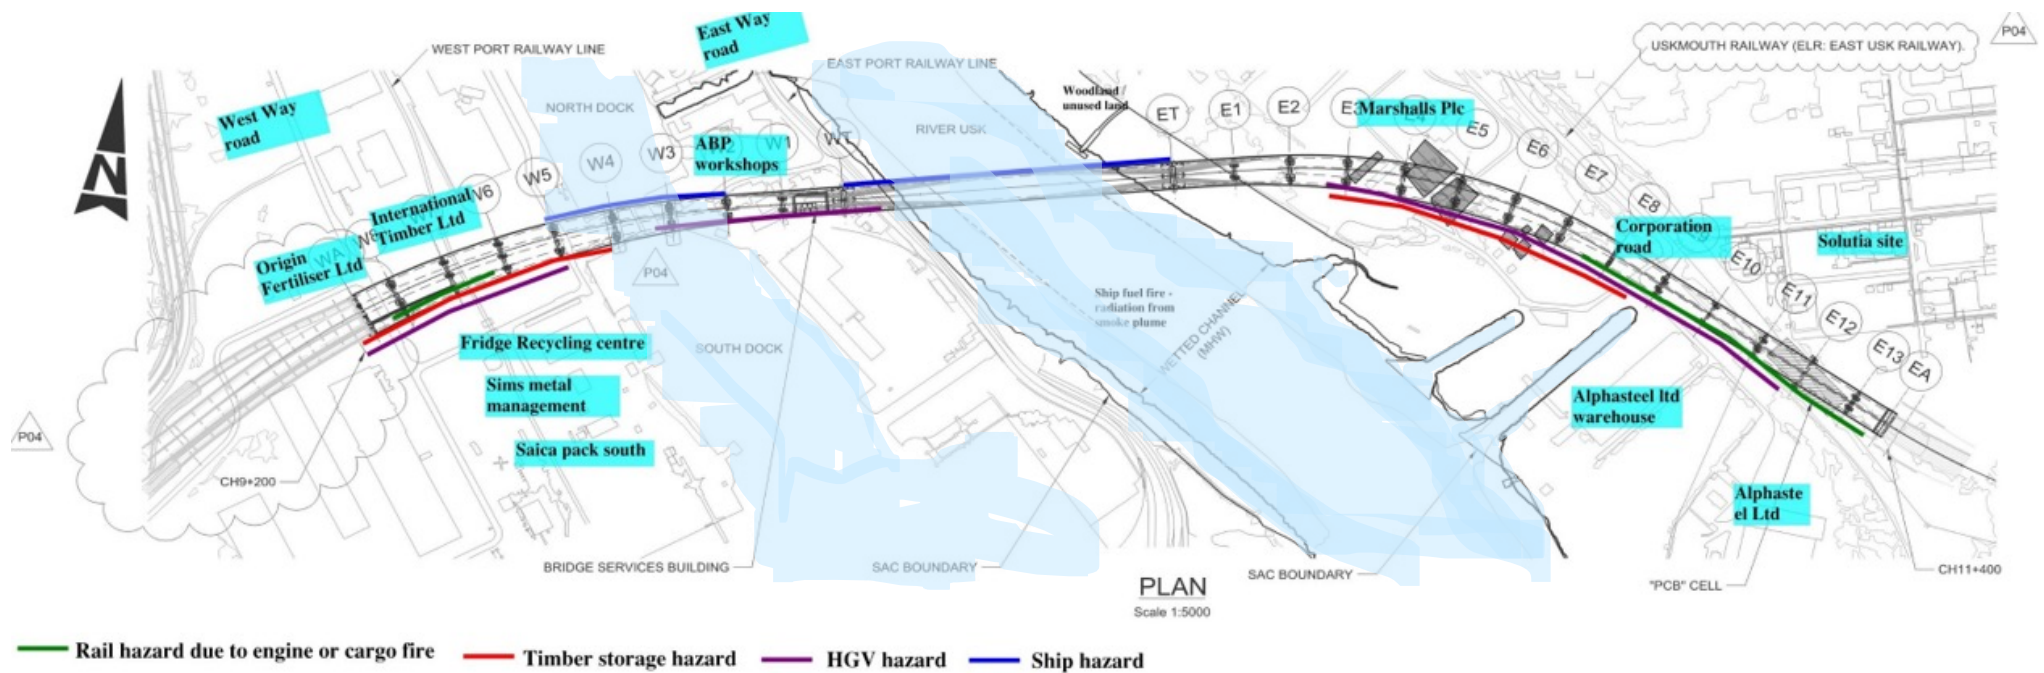 East Way
road
P04
WEST PORT RAILWAY LINE
USKMOUTH RAILWAY (ELR: EAST USK RAILWAY).
EAST PORT RAILWAY LINE
West Way
road
NORTH DOCK
Woodland /
unused land
RIVER USK
ET
E1
E2
E3
Marshalls Plc
E5
E6
E7
E8
W5
W4
W3
ABP
workshops
W1
WT
International
Timber Ltd
W6
Origin
Fertiliser Ltd
Corporation
road
Solutia site
E10
E11
E12
E13
EA
P04
Ship fuel fire -
radiation from
smoke plume
WETTED CHANNEL
(MHW)
Fridge Recycling centre
SOUTH DOCK
Sims metal
management
Alphasteel ltd
warehouse
P04
Saica pack south
CH9+200
Alphaste
el Ltd
BRIDGE SERVICES BUILDING
SAC BOUNDARY
SAC BOUNDARY
"PCB" CELL
CH11+400
PLAN
Scale 1:5000
Rail hazard due to engine or cargo fire
Timber storage hazard
HGV hazard
Ship hazard
N